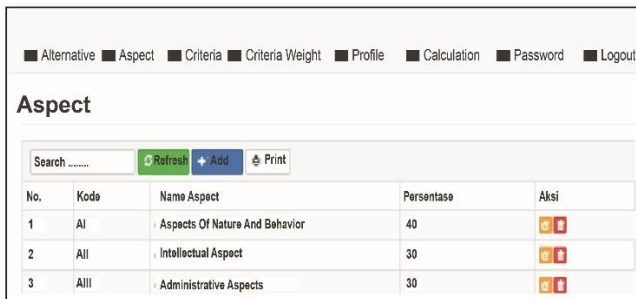 Alternative Aspect Criteria Criteria Weight Profile Calculation Password Logout
Aspect
Search ........ Refresh Add Print
No. Kode Name Aspect Persentase Aksi
1 AI Aspects Of Nature And Behavior 40
2 AII Intellectual Aspect 30
3 AIII Administrative Aspects 30